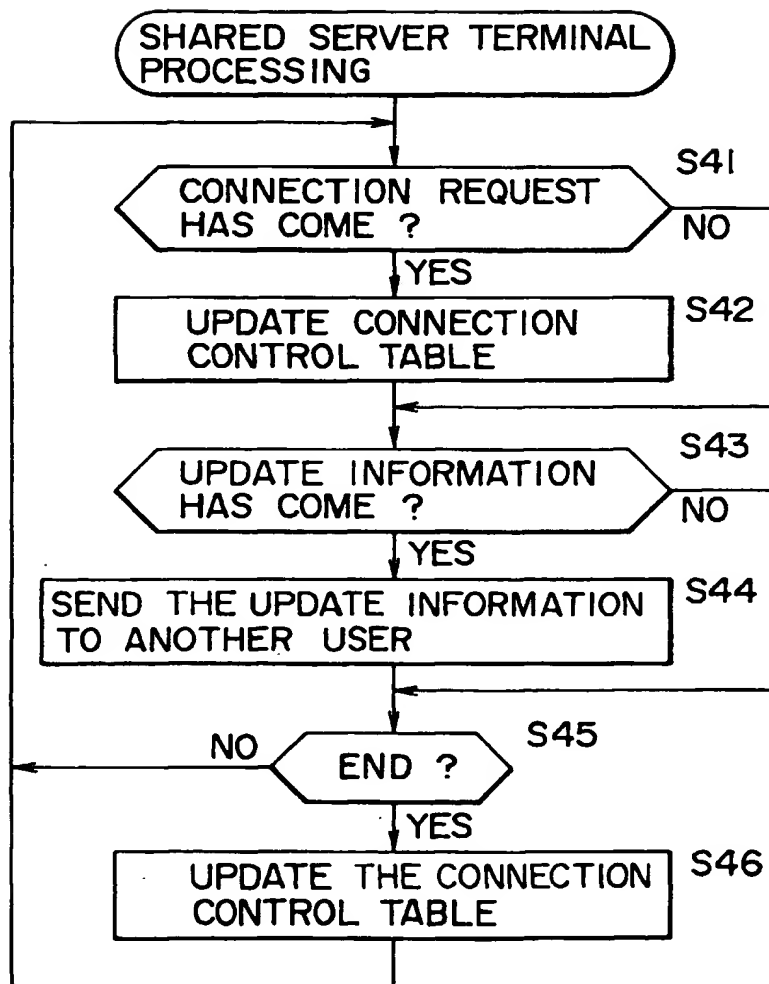 SHARED SERVER TERMINAL
PROCESSING
S41
CONNECTION REQUEST
HAS COME ?
NO
YES
S42
UPDATE CONNECTION
CONTROL TABLE
S43
UPDATE INFORMATION
HAS COME ?
NO
YES
S44
SEND THE UPDATE INFORMATION
TO ANOTHER USER
S45
NO
END ?
YES
S46
UPDATE THE CONNECTION
CONTROL TABLE